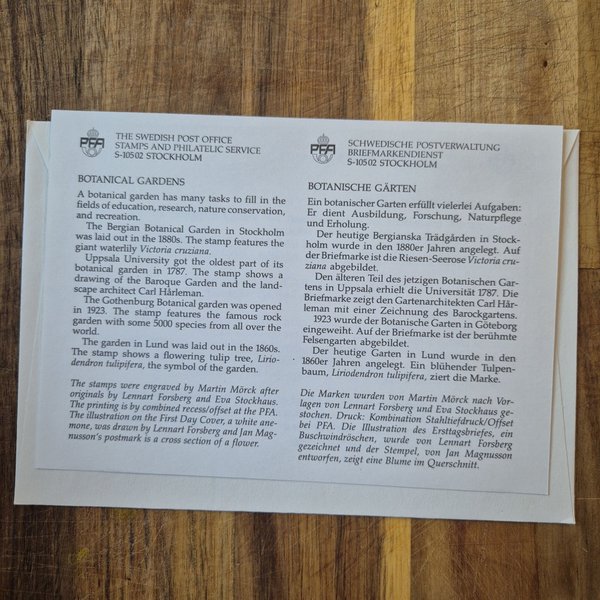 PFA
THE SWEDISH POST OFFICE
STAMPS AND PHILATELIC SERVICE
S-105 02 STOCKHOLM
BOTANICAL GARDENS
A botanical garden has many tasks to fill in the
fields of education, research, nature conservation,
and recreation.
The Bergian Botanical Garden in Stockholm
was laid out in the 1880s. The stamp features the
giant waterlily Victoria cruziana.
Uppsala University got the oldest part of its
botanical garden in 1787. The stamp shows a
drawing of the Baroque Garden and the land-
scape architect Carl Hårleman.
The Gothenburg Botanical garden was opened
in 1923. The stamp features the famous rock
garden with some 5000 species from all over the
world.
The garden in Lund was laid out in the 1860s.
The stamp shows a flowering tulip tree, Lirio-
dendron tulipifera, the symbol of the garden.
The stamps were engraved by Martin Mörck after
originals by Lennart Forsberg and Eva Stockhaus.
The printing is by combined recess/offset at the PFA.
The illustration on the First Day Cover, a white ane-
mone, was drawn by Lennart Forsberg and Jan Mag-
nusson's postmark is a cross section of a flower.
PFA
SCHWEDISCHE POSTVERWALTUNG
BRIEFMARKENDIENST
S-105 02 STOCKHOLM
BOTANISCHE GÄRTEN
Ein botanischer Garten erfüllt vielerlei Aufgaben:
Er dient Ausbildung, Forschung, Naturpflege
und Erholung.
Der heutige Bergianska Trädgården in Stock-
holm wurde in den 1880er Jahren angelegt. Auf
der Briefmarke ist die Riesen-Seerose Victoria cru-
ziana abgebildet.
Den älteren Teil des jetzigen Botanischen Gar-
tens in Uppsala erhielt die Universität 1787. Die
Briefmarke zeigt den Gartenarchitekten Carl Hår-
leman mit einer Zeichnung des Barockgartens.
1923 wurde der Botanische Garten in Göteborg
eingeweiht. Auf der Briefmarke ist der berühmte
Felsengarten abgebildet.
Der heutige Garten in Lund wurde in den
1860er Jahren angelegt. Ein blühender Tulpen-
baum, Liriodendron tulipifera, ziert die Marke.
Die Marken wurden von Martin Mörck nach Vor-
lagen von Lennart Forsberg und Eva Stockhaus ge-
stochen. Druck: Kombination Stahltiefdruck/Offset
bei PFA. Die Illustration des Ersttagsbriefes, ein
Buschwindröschen, wurde von Lennart Forsberg
gezeichnet und der Stempel, von Jan Magnusson
entworfen, zeigt eine Blume im Querschnitt.